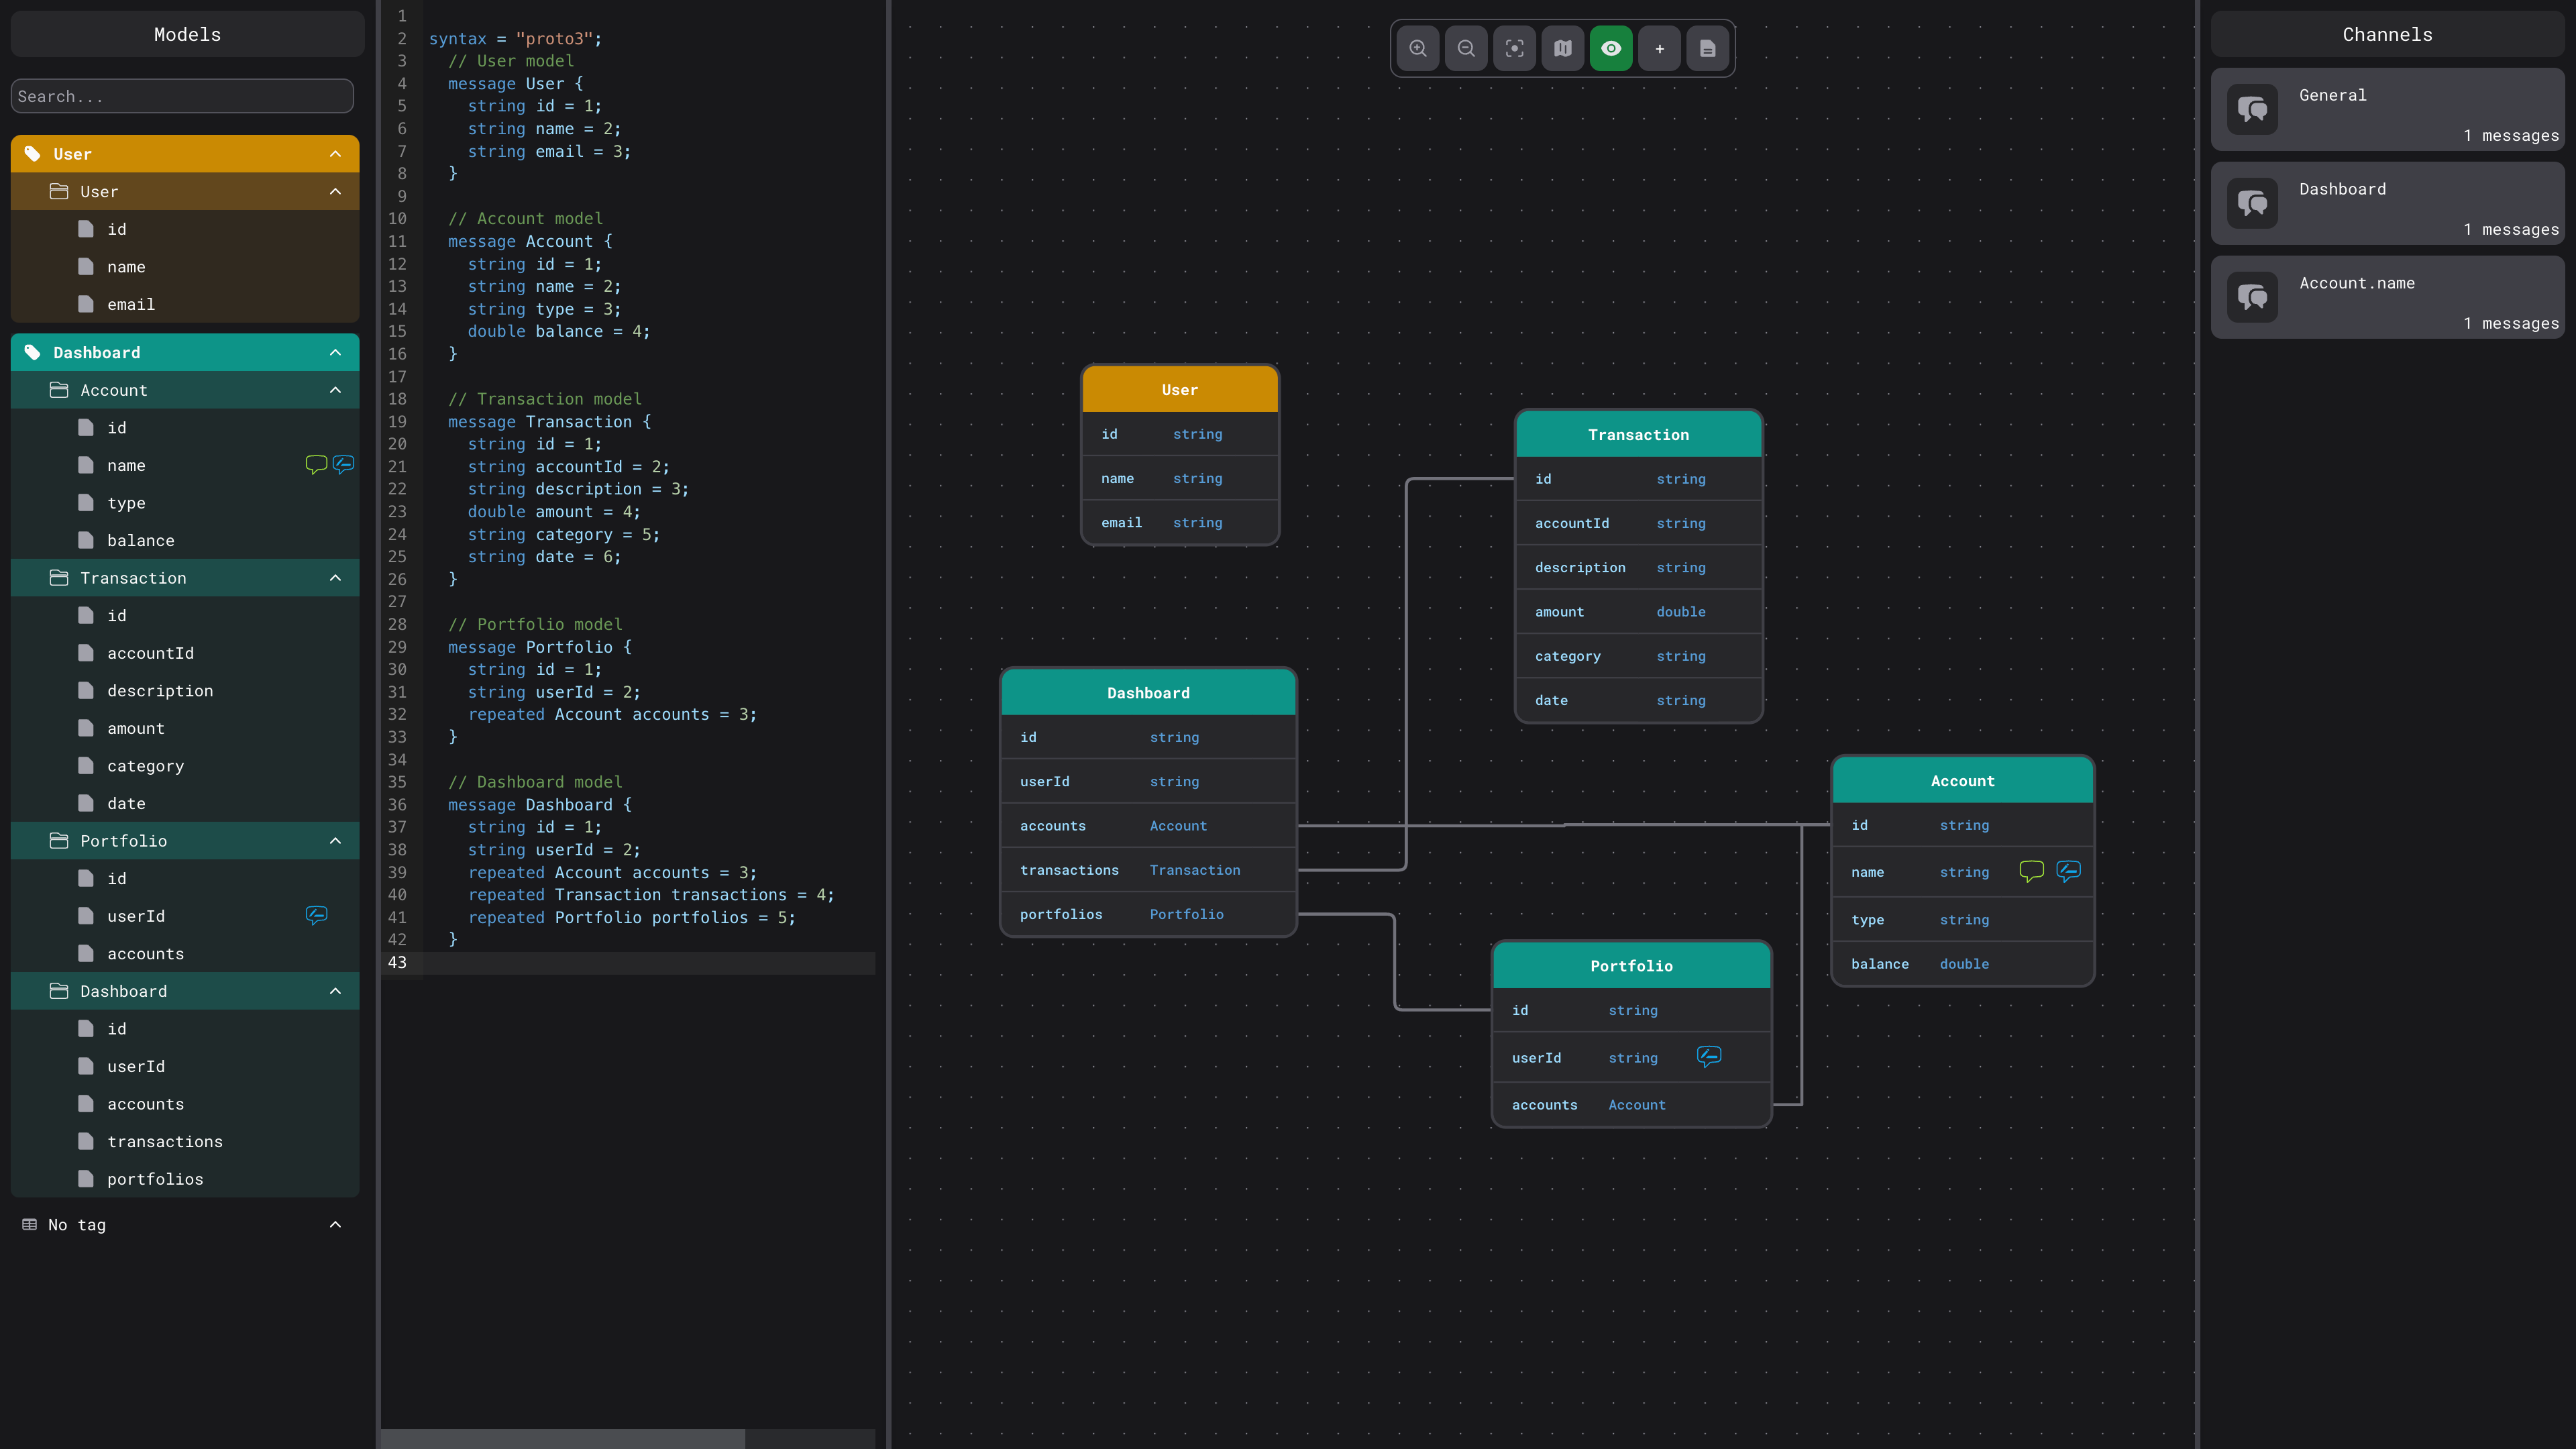 Models
Search...
User
User
id
name
email
Dashboard
Account
id
name
type
balance
Transaction
id
accountId
description
amount
category
date
Portfolio
id
userId
accounts
Dashboard
id
userId
accounts
transactions
portfolios
No tag
1
2 syntax = "proto3";
3 // User model
4 message User {
5 string id = 1;
6 string name = 2;
7 string email = 3;
8 }
9
10 // Account model
11 message Account {
12 string id = 1;
13 string name = 2;
14 string type = 3;
15 double balance = 4;
16 }
17
18 // Transaction model
19 message Transaction {
20 string id = 1;
21 string accountId = 2;
22 string description = 3;
23 double amount = 4;
24 string category = 5;
25 string date = 6;
26 }
27
28 // Portfolio model
29 message Portfolio {
30 string id = 1;
31 string userId = 2;
32 repeated Account accounts = 3;
33 }
34
35 // Dashboard model
36 message Dashboard {
37 string id = 1;
38 string userId = 2;
39 repeated Account accounts = 3;
40 repeated Transaction transactions = 4;
41 repeated Portfolio portfolios = 5;
42 }
43
User
id string
name string
email string
Transaction
id string
accountId string
description string
amount double
category string
date string
Dashboard
id string
userId string
accounts Account
transactions Transaction
portfolios Portfolio
Account
id string
name string
type string
balance double
Portfolio
id string
userId string
accounts Account
Channels
General
1 messages
Dashboard
1 messages
Account.name
1 messages